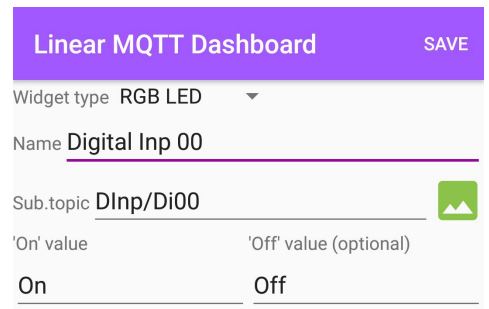 Linear MQTT Dashboard SAVE
Widget type RGB LED
Name Digital Inp 00
Sub.topic DInp/Di00
'On' value 'Off' value (optional)
On Off